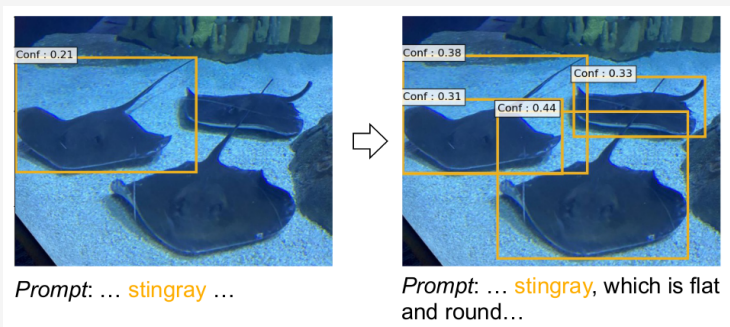 Conf : 0.21
Conf : 0.38
Conf : 0.33
Conf : 0.31
Conf : 0.44
Prompt: … stingray …
Prompt: … stingray, which is flat
and round…